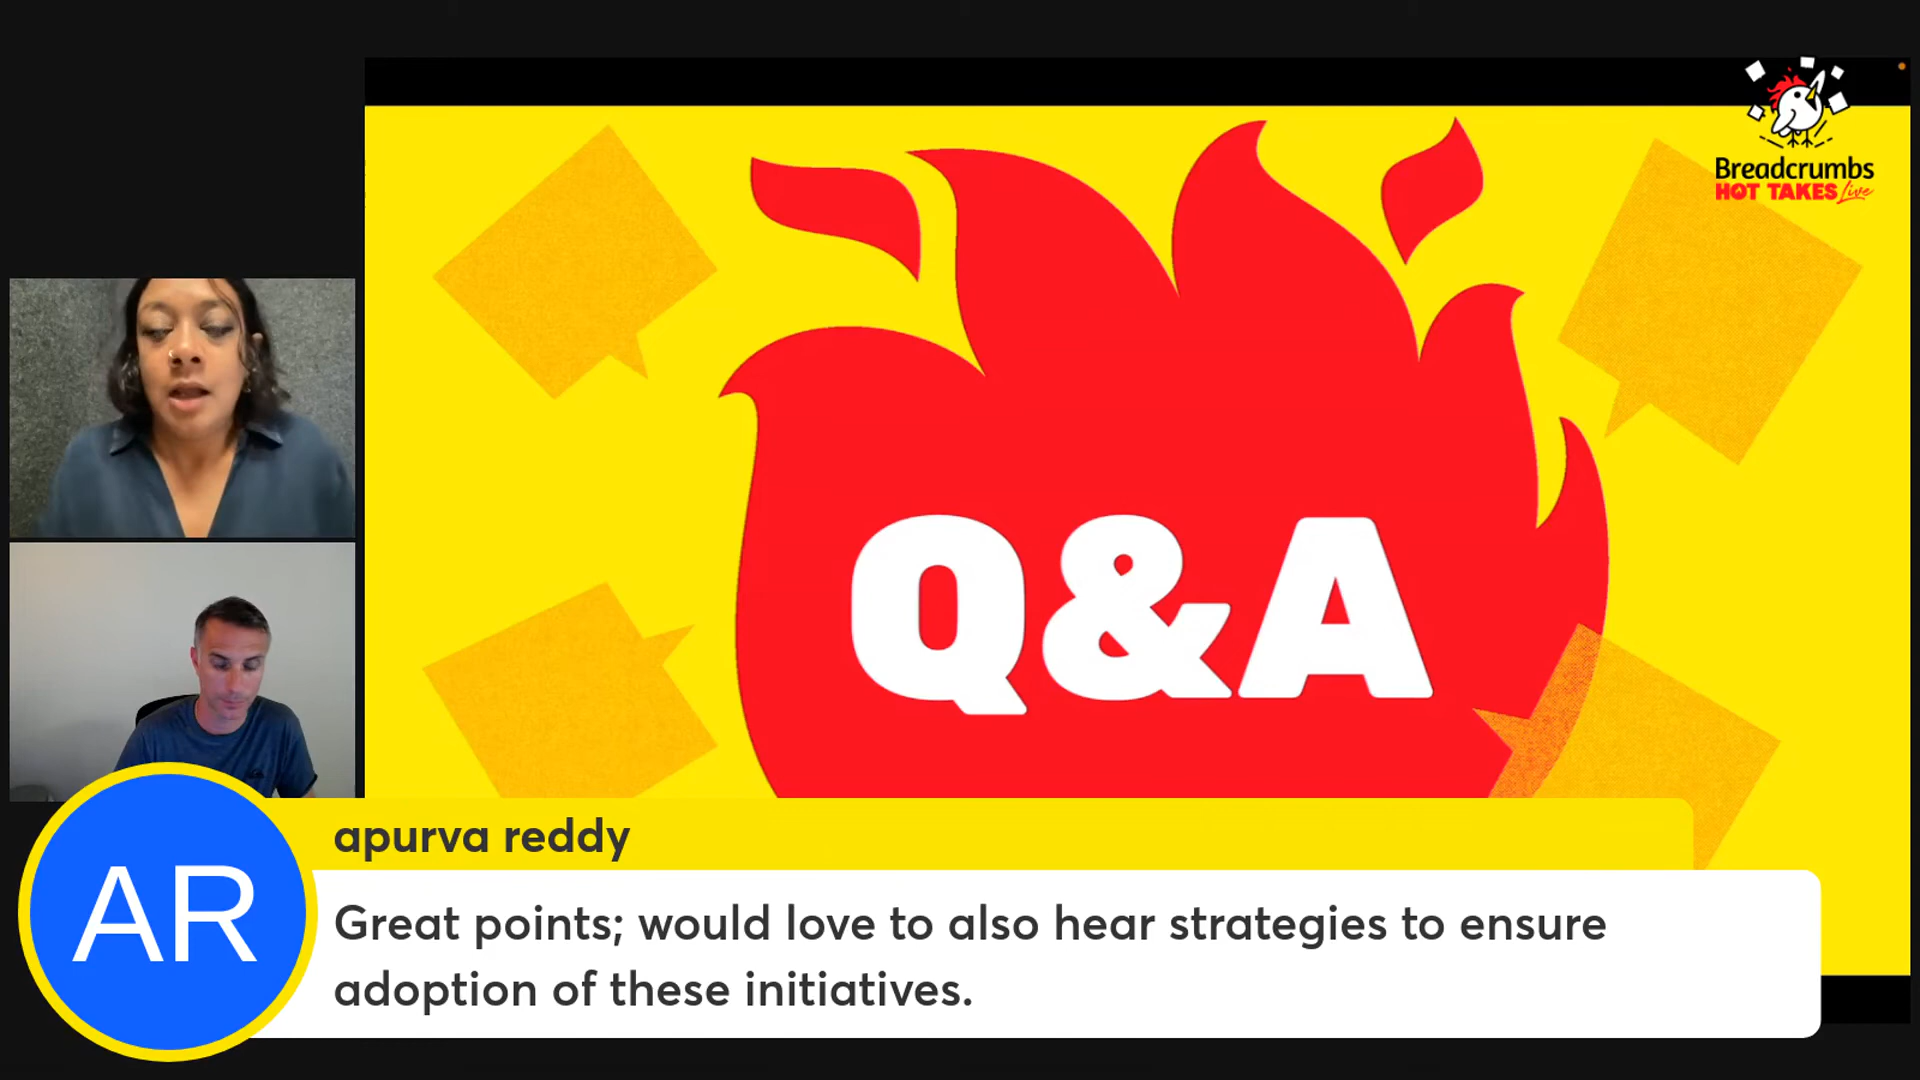 Breadcrumbs
HOT TAKES Live
Q&A
apurva reddy
AR
Great points; would love to also hear strategies to ensure
adoption of these initiatives.